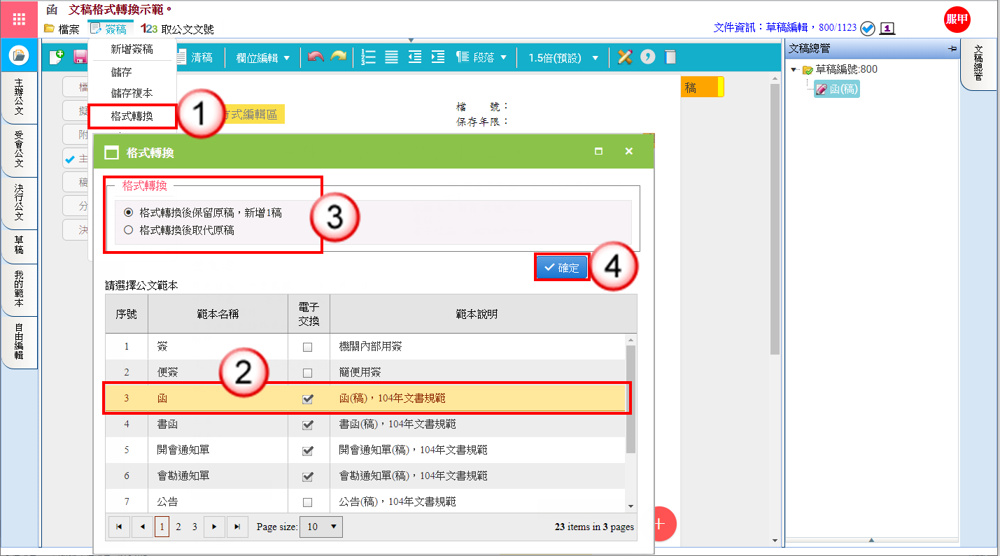 函 文稿格式轉換示範。
檔案 簽稿 123 取公文文號
文件資訊：草稿編輯，800/1123 1
服甲
新增簽稿
儲存
儲存複本
格式轉換
1
清稿 欄位編輯 段落 1.5倍(預設)
文稿總管
草稿編號:800
函(稿)
文稿總管
主辦公文
受會公文
決行公文
草稿
我的範本
自由編輯
檔
擬
附
主
稿
分
決
式編輯區
檔 號：
保存年限：
稿
格式轉換
格式轉換
格式轉換後保留原稿，新增1稿
格式轉換後取代原稿
3
確定
4
請選擇公文範本
序號 範本名稱 電子交換 範本說明
1 簽 機關內部用簽
2 便簽 簡便用簽
2
3 函 函(稿)，104年文書規範
4 書函 書函(稿)，104年文書規範
5 開會通知單 開會通知單(稿)，104年文書規範
6 會勘通知單 會勘通知單(稿)，104年文書規範
7 公告 公告(稿)，104年文書規範
1 2 3 Page size: 10 23 items in 3 pages